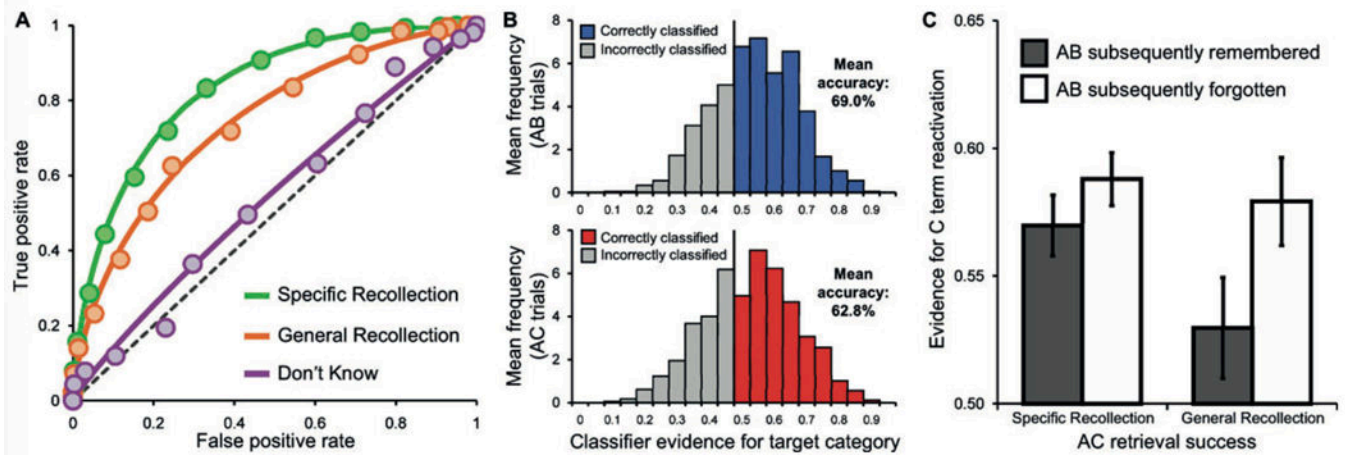 A
True positive rate
1
0.8
0.6
0.4
0.2
0
0
0.2
0.4
0.6
0.8
1
False positive rate
Specific Recollection
General Recollection
Don't Know
B
Correctly classified
Incorrectly classified
Mean accuracy:
69.0%
Mean frequency
(AB trials)
8
6
4
2
0
0
0.1
0.2
0.3
0.4
0.5
0.6
0.7
0.8
0.9
Correctly classified
Incorrectly classified
Mean accuracy:
62.8%
Mean frequency
(AC trials)
8
6
4
2
0
0
0.1
0.2
0.3
0.4
0.5
0.6
0.7
0.8
0.9
Classifier evidence for target category
C
AB subsequently remembered
AB subsequently forgotten
Evidence for C term reactivation
0.65
0.60
0.55
0.50
Specific Recollection
General Recollection
AC retrieval success